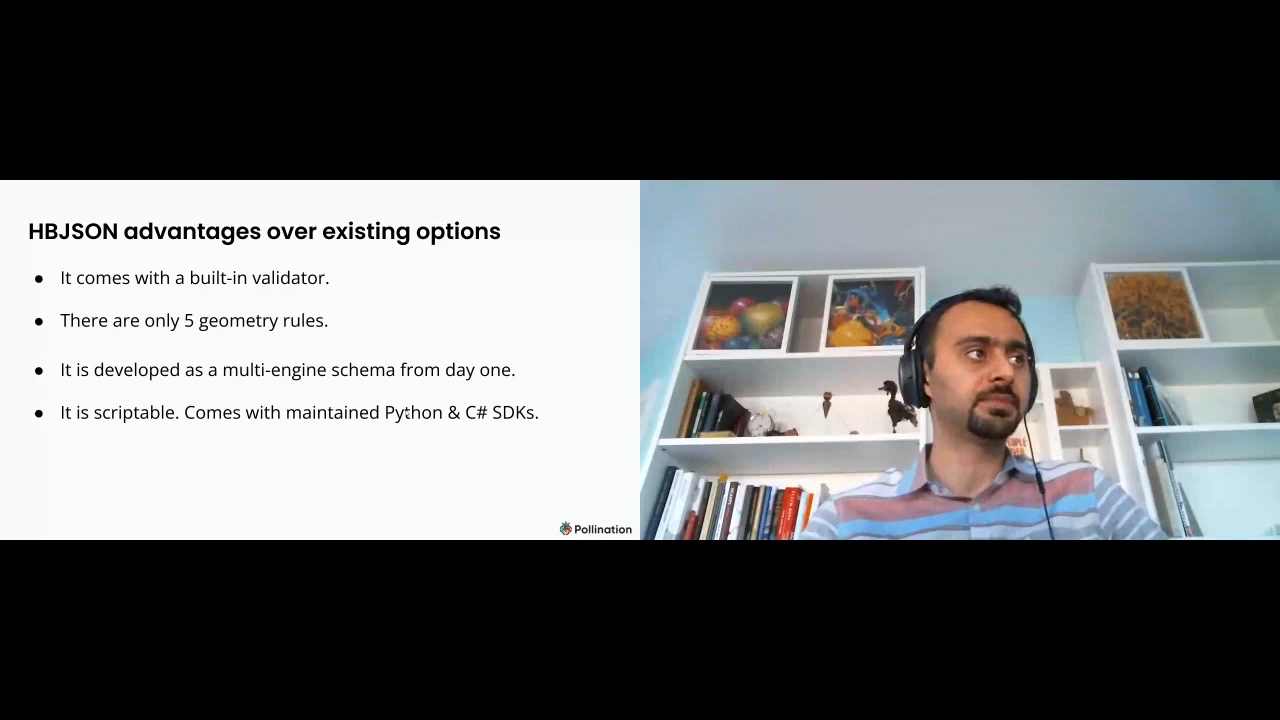 HBJSON advantages over existing options
● It comes with a built-in validator.
● There are only 5 geometry rules.
● It is developed as a multi-engine schema from day one.
● It is scriptable. Comes with maintained Python & C# SDKs.
Pollination